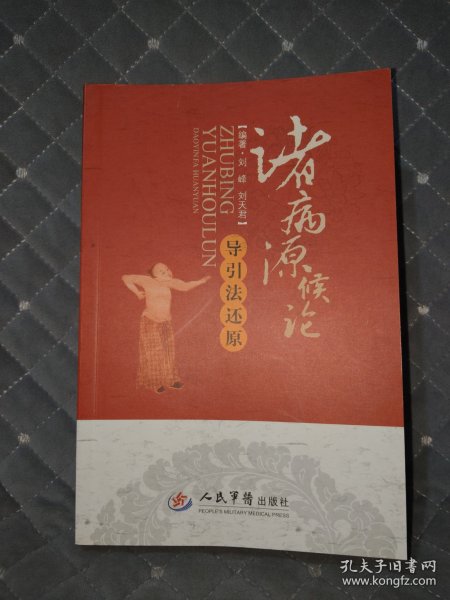 诸病源候论
导引法还原
【编著·刘峰 刘天君】
ZHUBING
YUANHOULUN
DAOYINFA HUANYUAN
人民军医出版社
PEOPLE'S MILITARY MEDICAL PRESS
孔夫子旧书网
www.kongfz.com